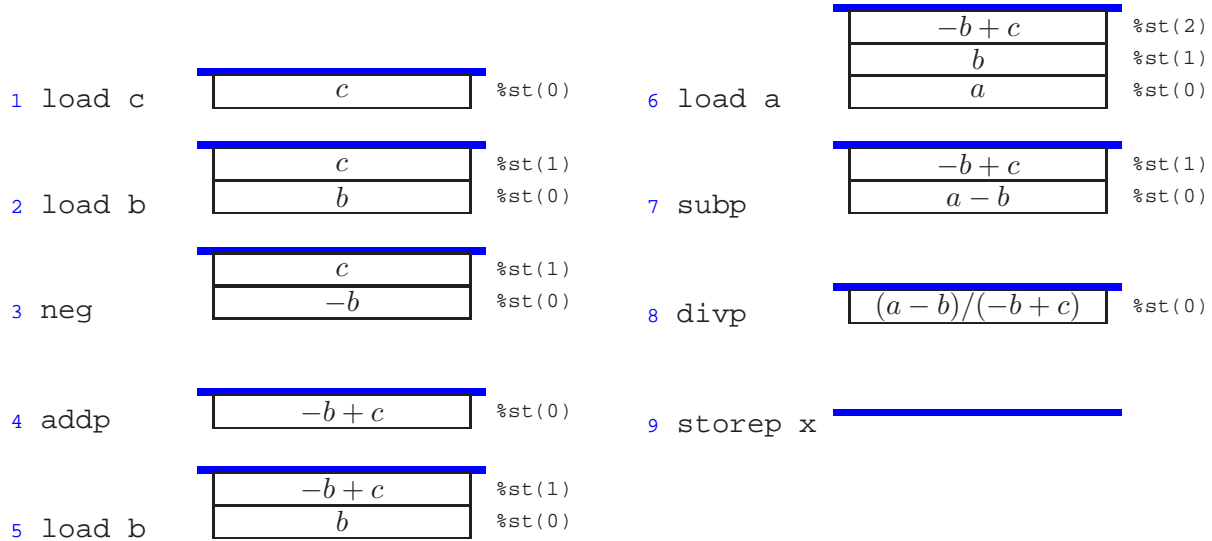 c %st(0)
1 load c
c %st(1)
2 load b b %st(0)
c %st(1)
3 neg −b %st(0)
4 addp −b + c %st(0)
−b + c %st(1)
5 load b b %st(0)
−b + c %st(2)
b %st(1)
6 load a a %st(0)
−b + c %st(1)
7 subp a − b %st(0)
8 divp (a − b)/(−b + c) %st(0)
9 storep x